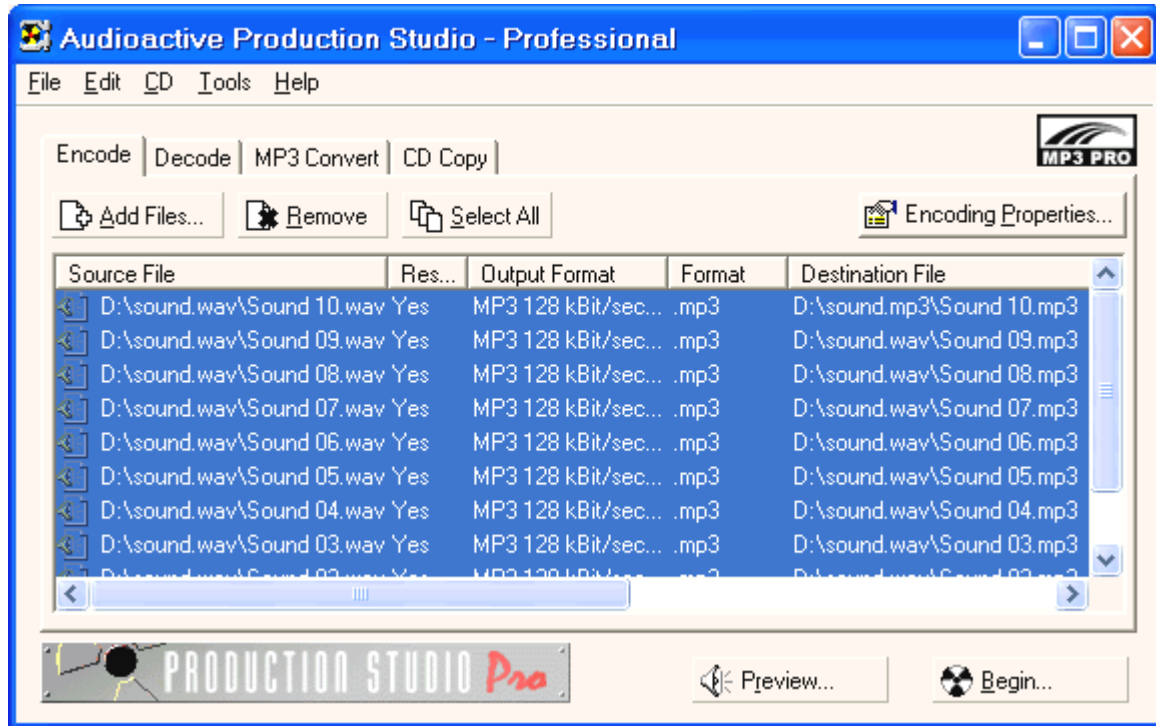 Audioactive Production Studio - Professional
File Edit CD Tools Help
MP3 PRO
Encode Decode MP3 Convert CD Copy
Add Files... Remove Select All Encoding Properties...
Source File Res... Output Format Format Destination File
D:\sound.wav\Sound 10.wav Yes MP3 128 kBit/sec... .mp3 D:\sound.mp3\Sound 10.mp3
D:\sound.wav\Sound 09.wav Yes MP3 128 kBit/sec... .mp3 D:\sound.wav\Sound 09.mp3
D:\sound.wav\Sound 08.wav Yes MP3 128 kBit/sec... .mp3 D:\sound.wav\Sound 08.mp3
D:\sound.wav\Sound 07.wav Yes MP3 128 kBit/sec... .mp3 D:\sound.wav\Sound 07.mp3
D:\sound.wav\Sound 06.wav Yes MP3 128 kBit/sec... .mp3 D:\sound.wav\Sound 06.mp3
D:\sound.wav\Sound 05.wav Yes MP3 128 kBit/sec... .mp3 D:\sound.wav\Sound 05.mp3
D:\sound.wav\Sound 04.wav Yes MP3 128 kBit/sec... .mp3 D:\sound.wav\Sound 04.mp3
D:\sound.wav\Sound 03.wav Yes MP3 128 kBit/sec... .mp3 D:\sound.wav\Sound 03.mp3
PRODUCTION STUDIO Pro
Preview... Begin...